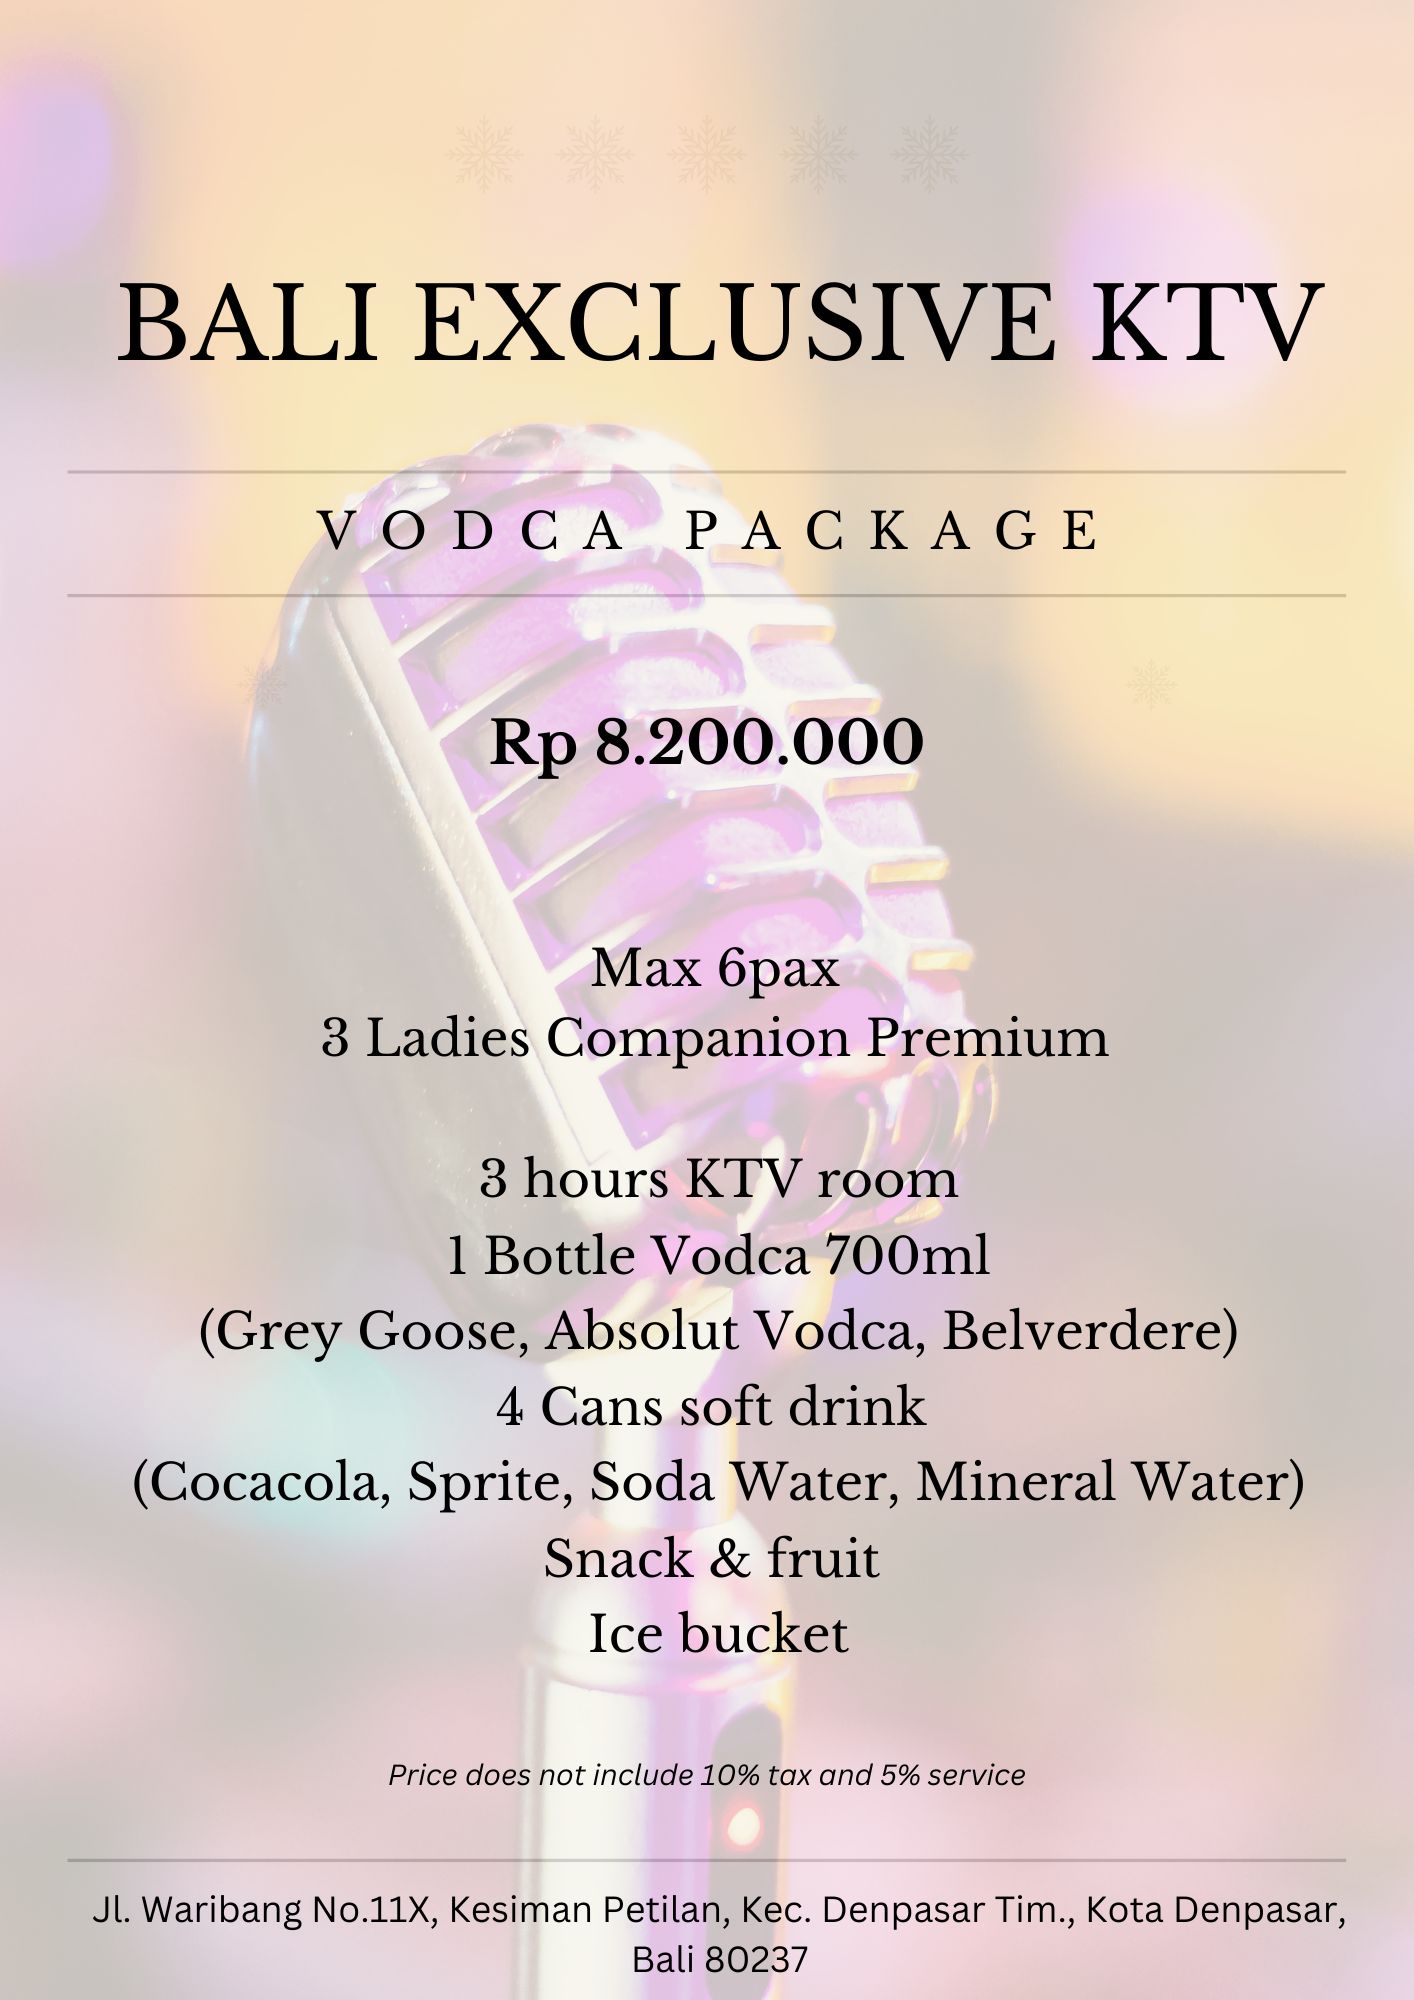 BALI EXCLUSIVE KTV
VODCA PACKAGE
Rp 8.200.000
Max 6pax
3 Ladies Companion Premium
3 hours KTV room
1 Bottle Vodca 700ml
(Grey Goose, Absolut Vodca, Belverdere)
4 Cans soft drink
(Cocacola, Sprite, Soda Water, Mineral Water)
Snack & fruit
Ice bucket
Price does not include 10% tax and 5% service
Jl. Waribang No.11X, Kesiman Petilan, Kec. Denpasar Tim., Kota Denpasar,
Bali 80237